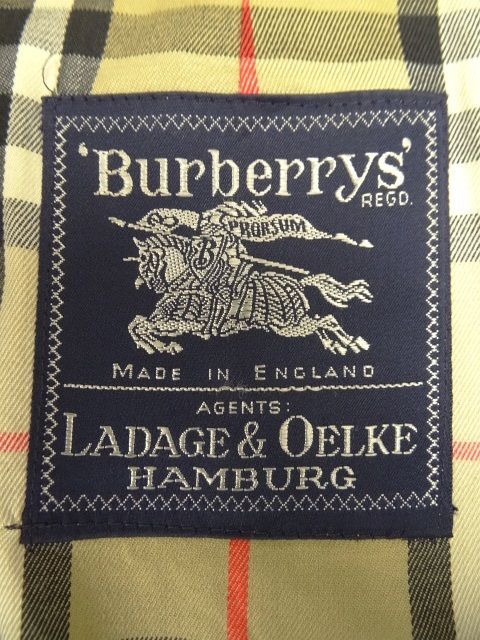 'Burberrys'
REGD.
PRORSUM
B
MADE IN ENGLAND
AGENTS:
LADAGE & OELKE
HAMBURG